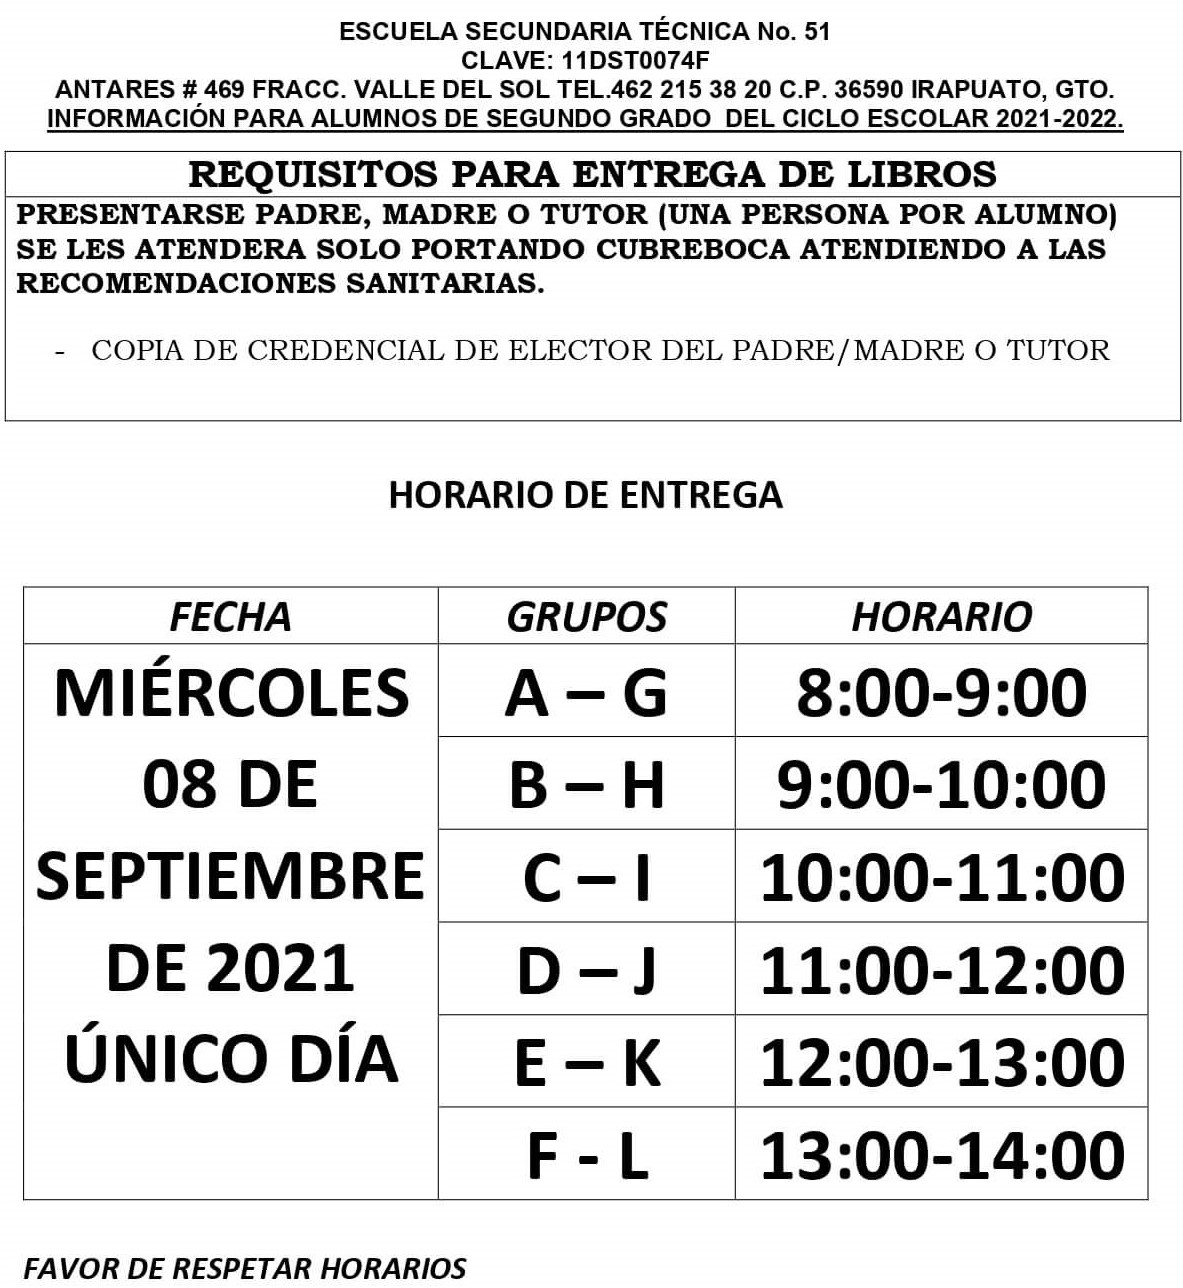 ESCUELA SECUNDARIA TÉCNICA No. 51
CLAVE: 11DST0074F
ANTARES # 469 FRACC. VALLE DEL SOL TEL.462 215 38 20 C.P. 36590 IRAPUATO, GTO.
INFORMACIÓN PARA ALUMNOS DE SEGUNDO GRADO DEL CICLO ESCOLAR 2021-2022.
REQUISITOS PARA ENTREGA DE LIBROS
PRESENTARSE PADRE, MADRE O TUTOR (UNA PERSONA POR ALUMNO)
SE LES ATENDERA SOLO PORTANDO CUBREBOCA ATENDIENDO A LAS
RECOMENDACIONES SANITARIAS.
- COPIA DE CREDENCIAL DE ELECTOR DEL PADRE/MADRE O TUTOR
HORARIO DE ENTREGA
FECHA GRUPOS HORARIO
MIÉRCOLES A – G 8:00-9:00
08 DE B – H 9:00-10:00
SEPTIEMBRE C – I 10:00-11:00
DE 2021 D – J 11:00-12:00
ÚNICO DÍA E – K 12:00-13:00
F - L 13:00-14:00
FAVOR DE RESPETAR HORARIOS